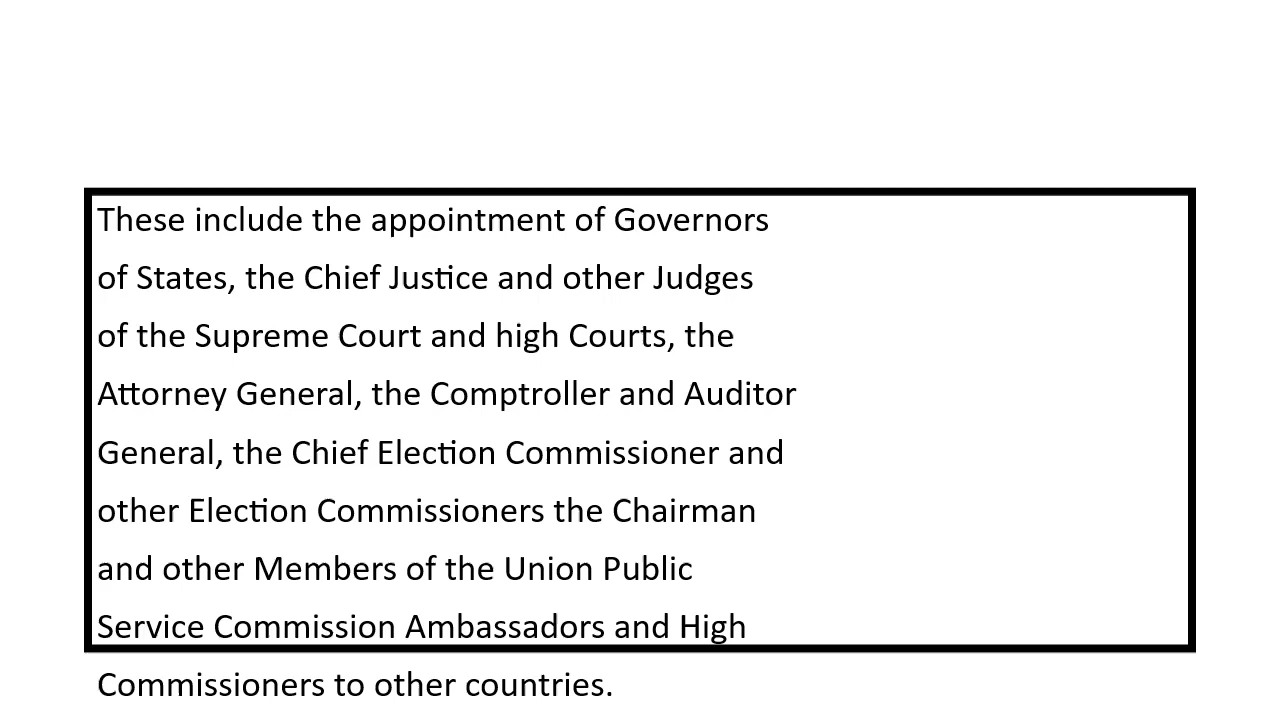 These include the appointment of Governors
of States, the Chief Justice and other Judges
of the Supreme Court and high Courts, the
Attorney General, the Comptroller and Auditor
General, the Chief Election Commissioner and
other Election Commissioners the Chairman
and other Members of the Union Public
Service Commission Ambassadors and High
Commissioners to other countries.